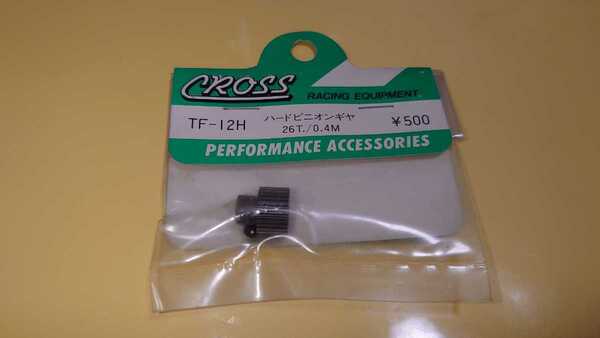 CROSS
RACING EQUIPMENT
TF-12H ハードピニオンギヤ ¥500
26T./0.4M
PERFORMANCE ACCESSORIES